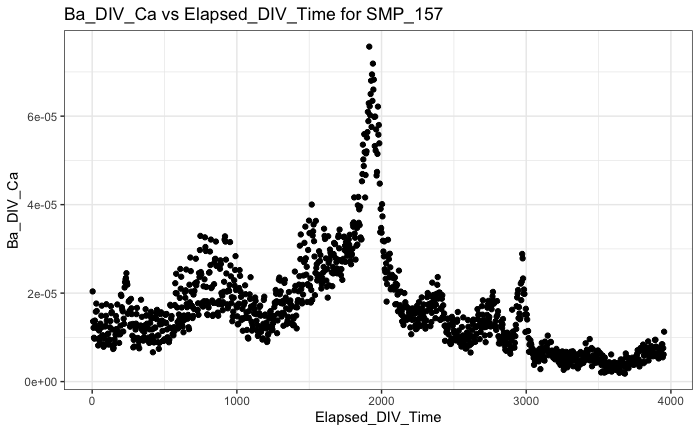 Ba_DIV_Ca vs Elapsed_DIV_Time for SMP_157
6e-05
4e-05
2e-05
0e+00
Ba_DIV_Ca
0 1000 2000 3000 4000
Elapsed_DIV_Time